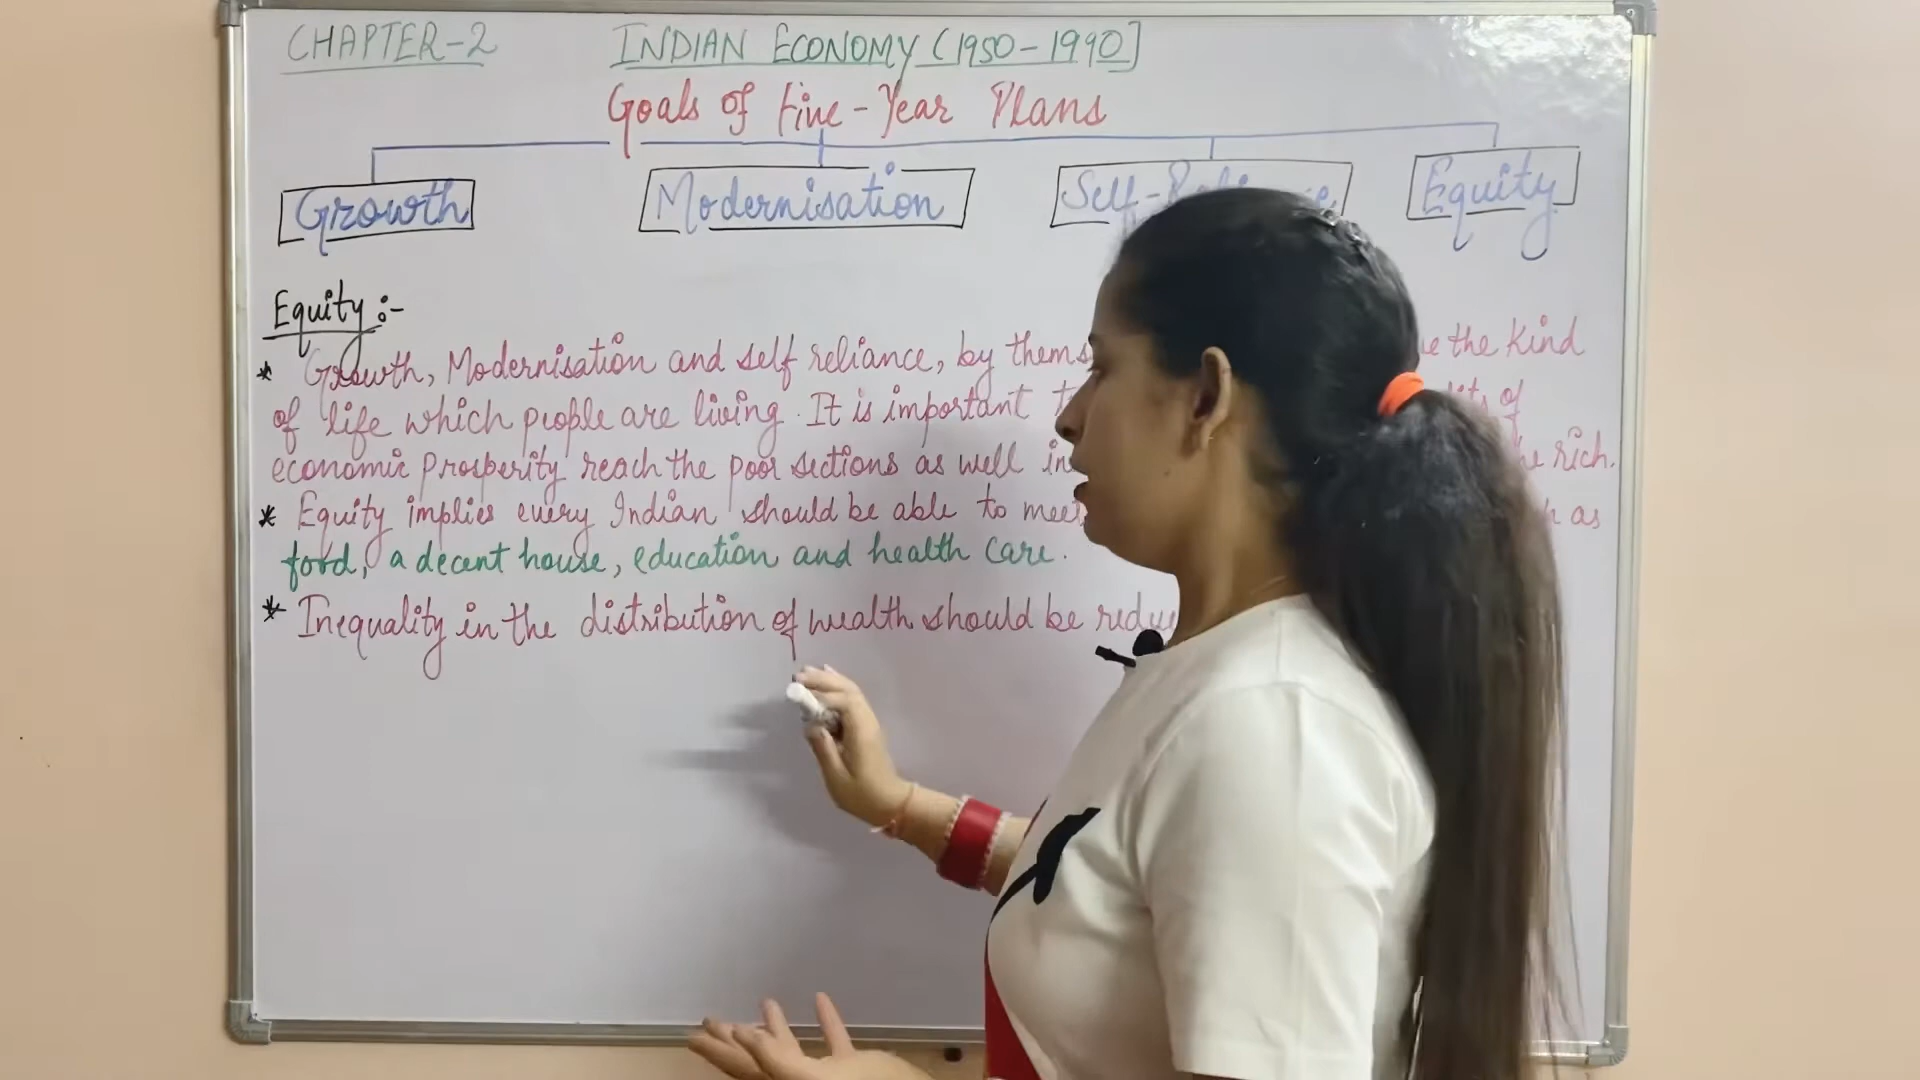 CHAPTER-2 INDIAN ECONOMY (1950-1990]
Goals of Five-Year Plans
Growth Modernisation Self- Equity
Equity :-
* Growth, Modernisation and self reliance, by the kind
of life which people are living. It is important of
economic Prosperity reach the poor sections as well rich.
* Equity implies every Indian should be able to meet as
food, a decent house, education and health care.
* Inequality in the distribution of wealth should be